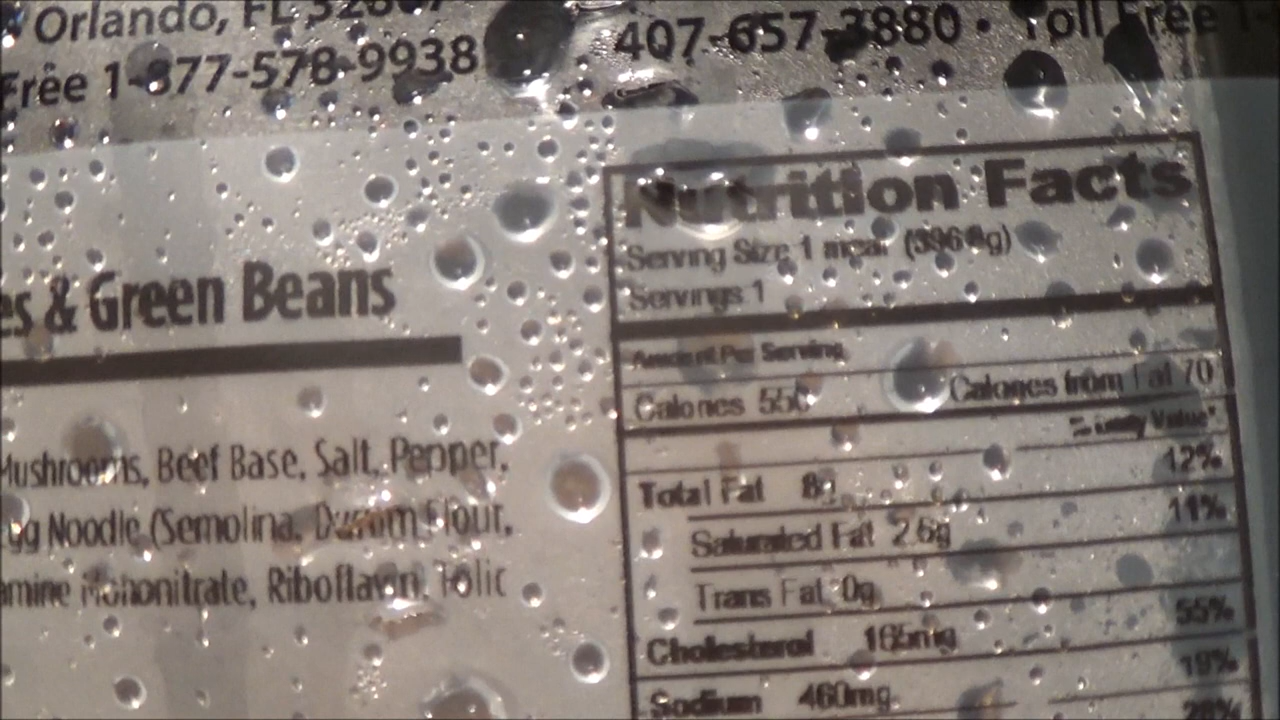 Orlando, FL
407-657-3880 • Toll Free 1-
Free 1-877-578-9938
es & Green Beans
Mushrooms, Beef Base, Salt, Pepper,
Egg Noodle (Semolina, Durum Flour,
amine Mononitrate, Riboflavin, Folic
Nutrition Facts
Serving Size 1 meal
Servings 1
Amount Per Serving
Calories 550 Calories from Fat 70
% Daily Value*
Total Fat 8g 12%
Saturated Fat 2.5g 11%
Trans Fat 0g
Cholesterol 165mg 55%
Sodium 460mg 19%